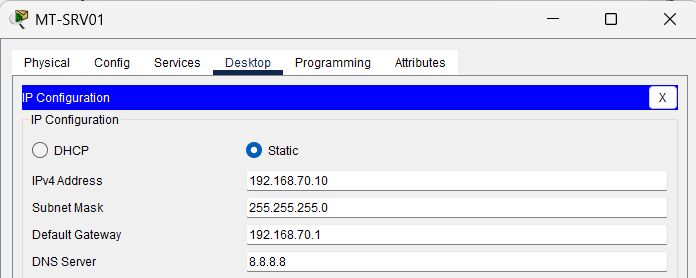 MT-SRV01
Physical Config Services Desktop Programming Attributes
IP Configuration X
IP Configuration
DHCP Static
IPv4 Address 192.168.70.10
Subnet Mask 255.255.255.0
Default Gateway 192.168.70.1
DNS Server 8.8.8.8